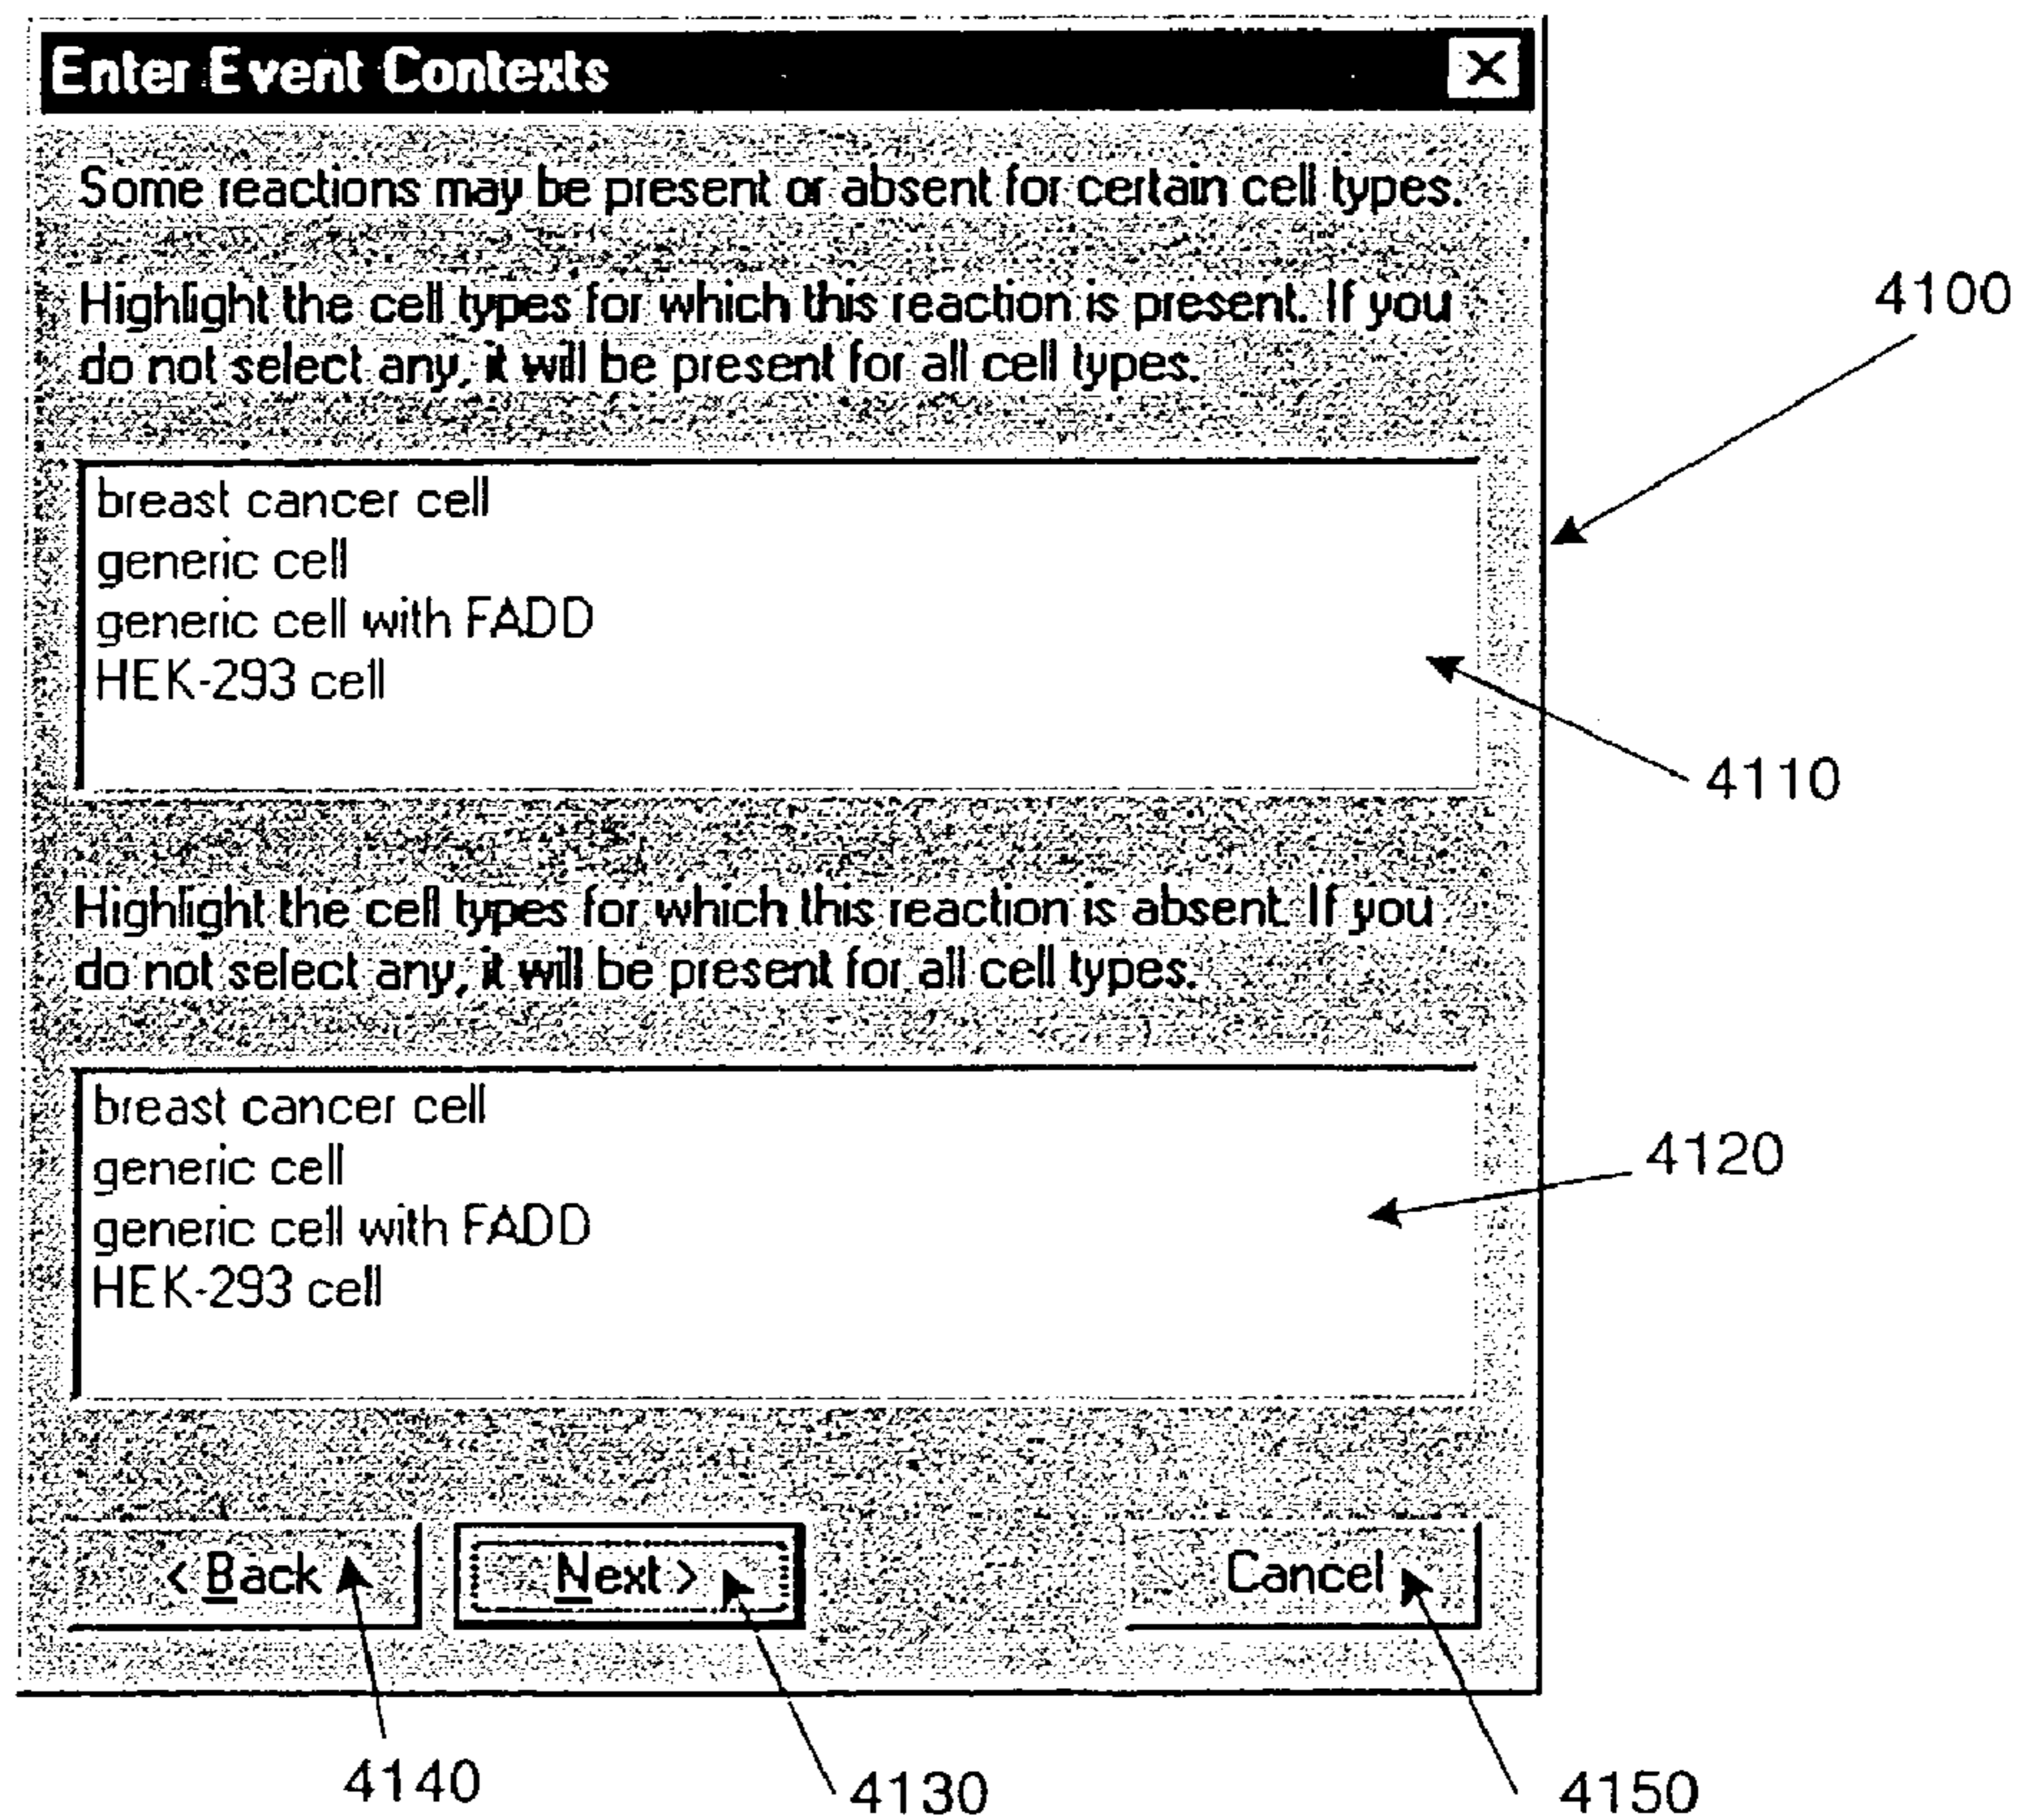 Enter Event Contexts
Some reactions may be present or absent for certain cell types.
Highlight the cell types for which this reaction is present. If you
do not select any, it will be present for all cell types.
4100
breast cancer cell
generic cell
generic cell with FADD
HEK-293 cell
4110
Highlight the cell types for which this reaction is absent. If you
do not select any, it will be present for all cell types.
breast cancer cell
generic cell
generic cell with FADD
HEK-293 cell
4120
< Back Next > Cancel
4140 4130 4150